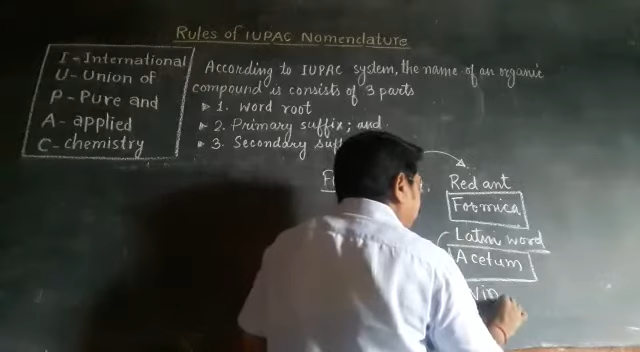 Rules of IUPAC Nomenclature
I - International
U - Union of
P - Pure and
A - applied
C - chemistry
According to IUPAC system, the name of an organic
compound is consists of 3 parts
1. word root
2. Primary suffix; and
3. Secondary
Red ant
Formica
Latin word
Acetum